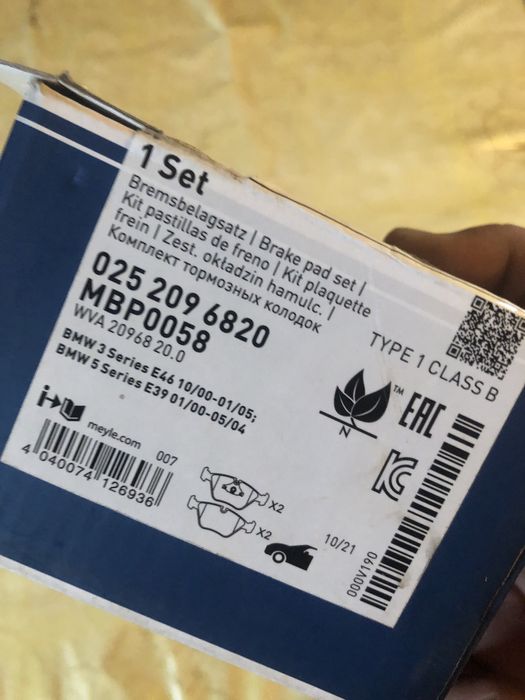 1 Set
Bremsbelagsatz | Brake pad set |
Kit pastillas de freno | Kit plaquette
frein | Zest. okładzin hamulc. |
Комплект тормозных колодок
025 209 6820
MBP0058
WVA 20968 20.0
BMW 3 Series E46 10/00-01/05;
BMW 5 Series E39 01/00-05/04
TYPE 1 CLASS B
N
TM
EAC
i
meyle.com
007
4 040074 126936
X2
X2
10/21
000V190